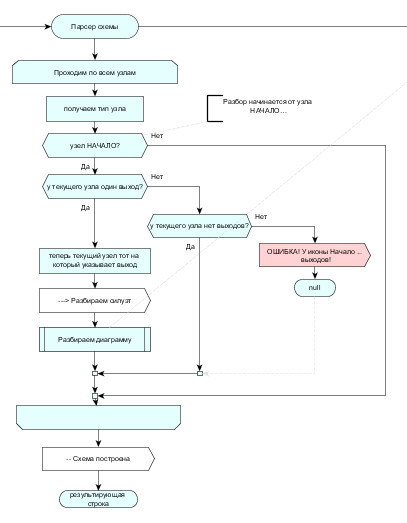 Парсер схемы
Проходим по всем узлам
получаем тип узла
Разбор начинается от узла
НАЧАЛО...
узел НАЧАЛО?
Нет
Да
у текущего узла один выход?
Нет
Да
у текущего узла нет выходов?
Нет
Да
теперь текущий узел тот на
который указывает выход
ОШИБКА! У иконы Начало ...
выходов!
---> Разбираем силуэт
null
Разбираем диаграмму
-- Схема построена
результирующая
строка